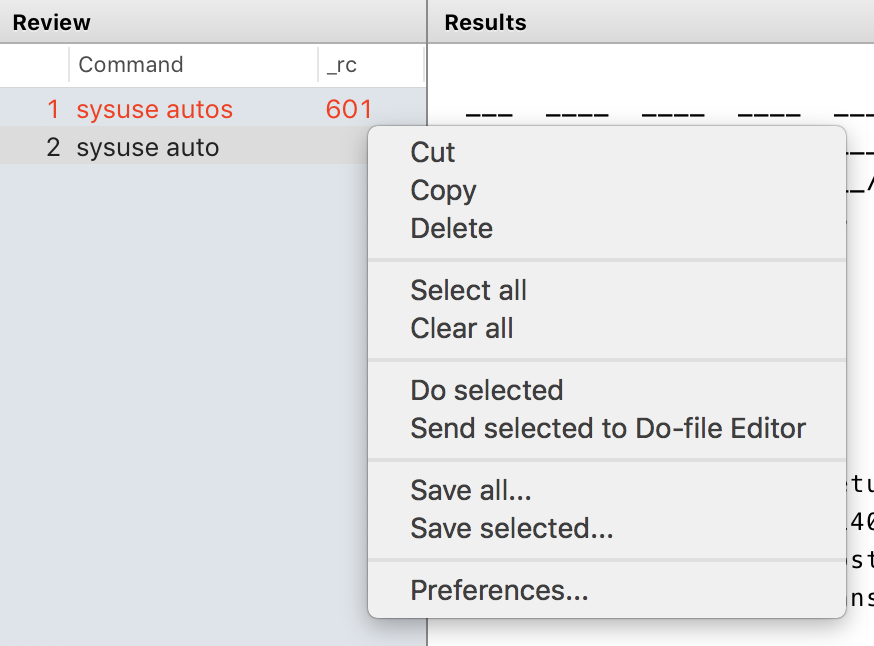 Review
Results
Command
_rc
1 sysuse autos 601
2 sysuse auto
Cut
Copy
Delete
Select all
Clear all
Do selected
Send selected to Do-file Editor
Save all...
Save selected...
Preferences...